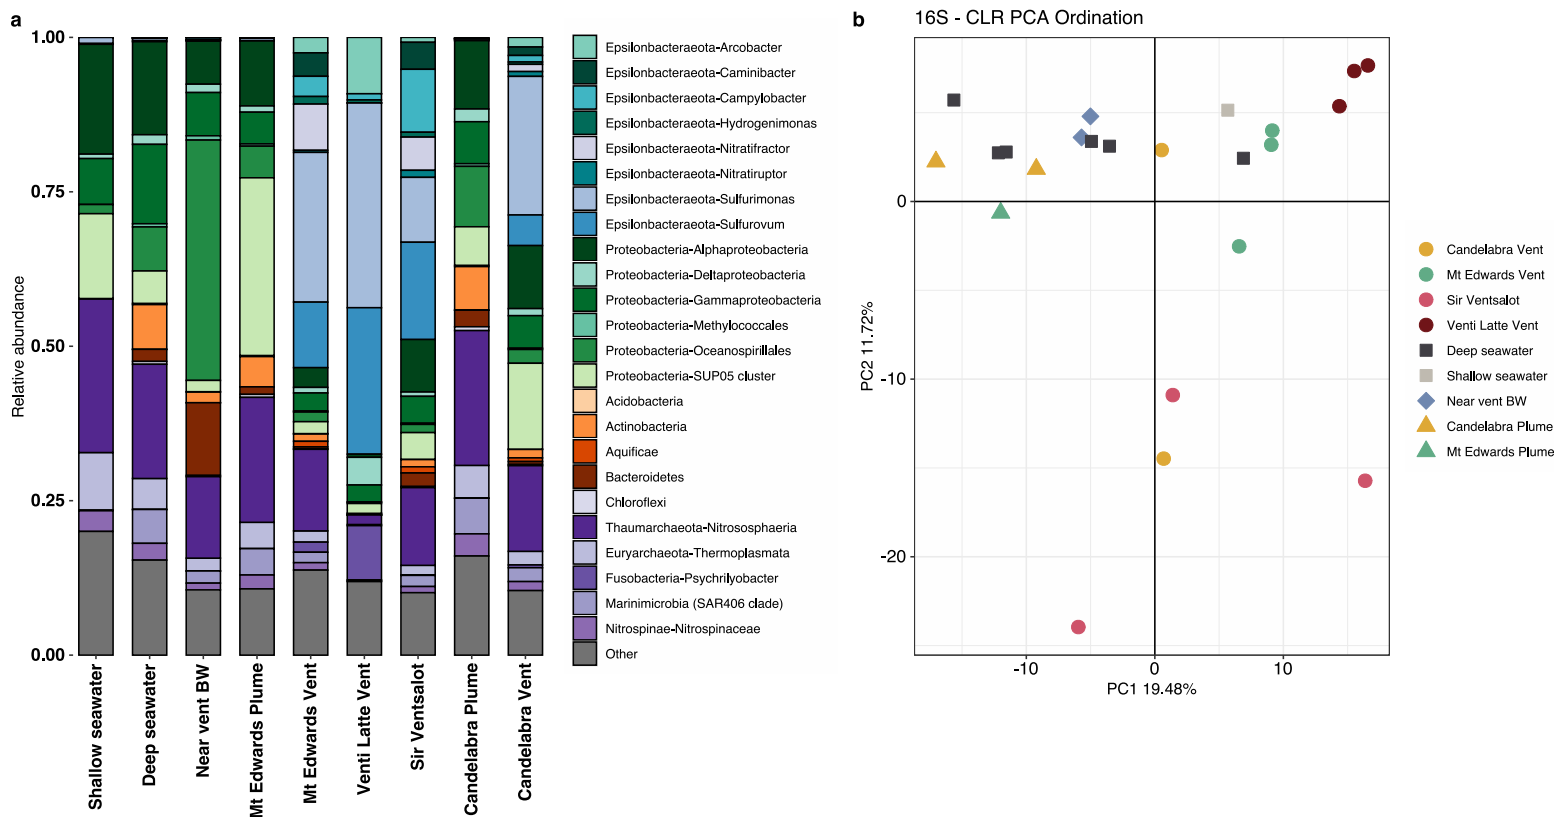 a
Relative abundance
1.00
0.75
0.50
0.25
0.00
Shallow seawater
Deep seawater
Near vent BW
Mt Edwards Plume
Mt Edwards Vent
Venti Latte Vent
Sir Ventsalot
Candelabra Plume
Candelabra Vent
Epsilonbacteraeota-Arcobacter
Epsilonbacteraeota-Caminibacter
Epsilonbacteraeota-Campylobacter
Epsilonbacteraeota-Hydrogenimonas
Epsilonbacteraeota-Nitratifractor
Epsilonbacteraeota-Nitratiruptor
Epsilonbacteraeota-Sulfurimonas
Epsilonbacteraeota-Sulfurovum
Proteobacteria-Alphaproteobacteria
Proteobacteria-Deltaproteobacteria
Proteobacteria-Gammaproteobacteria
Proteobacteria-Methylococcales
Proteobacteria-Oceanospirillales
Proteobacteria-SUP05 cluster
Acidobacteria
Actinobacteria
Aquificae
Bacteroidetes
Chloroflexi
Thaumarchaeota-Nitrososphaeria
Euryarchaeota-Thermoplasmata
Fusobacteria-Psychrilyobacter
Marinimicrobia (SAR406 clade)
Nitrospinae-Nitrospinaceae
Other
b
16S - CLR PCA Ordination
PC2 11.72%
0
-10
-20
-10
0
10
PC1 19.48%
Candelabra Vent
Mt Edwards Vent
Sir Ventsalot
Venti Latte Vent
Deep seawater
Shallow seawater
Near vent BW
Candelabra Plume
Mt Edwards Plume